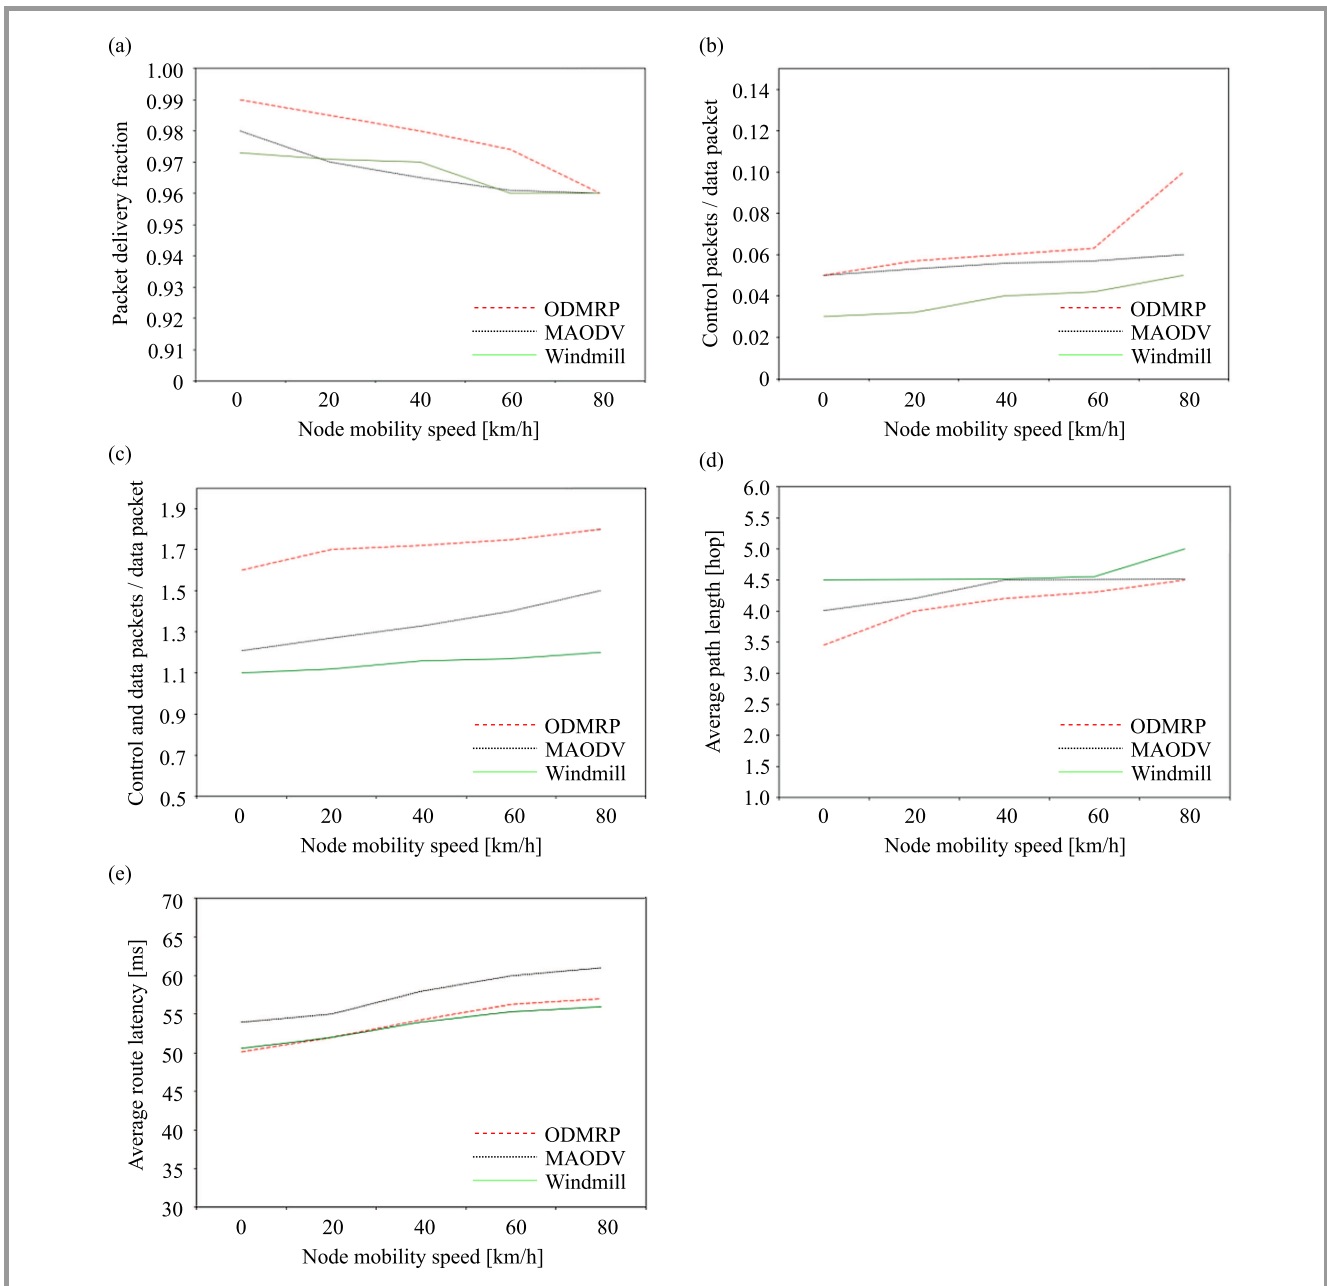 (a)
1.00
0.99
0.98
0.97
0.96
0.95
0.94
0.93
0.92
0.91
0
Packet delivery fraction
ODMRP
MAODV
Windmill
0 20 40 60 80
Node mobility speed [km/h]
(b)
0.14
0.12
0.10
0.08
0.06
0.04
0.02
0
Control packets / data packet
ODMRP
MAODV
Windmill
0 20 40 60 80
Node mobility speed [km/h]
(c)
1.9
1.7
1.5
1.3
1.1
0.9
0.7
0.5
Control and data packets / data packet
ODMRP
MAODV
Windmill
0 20 40 60 80
Node mobility speed [km/h]
(d)
6.0
5.5
5.0
4.5
4.0
3.5
3.0
2.5
2.0
1.5
1.0
Average path length [hop]
ODMRP
MAODV
Windmill
0 20 40 60 80
Node mobility speed [km/h]
(e)
70
65
60
55
50
45
40
35
30
Average route latency [ms]
ODMRP
MAODV
Windmill
0 20 40 60 80
Node mobility speed [km/h]